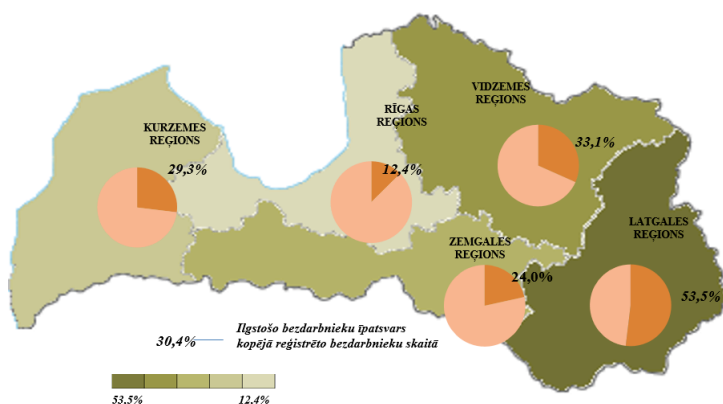 VIDZEMES
REĢIONS
33,1%
RĪGAS
REĢIONS
12,4%
KURZEMES
REĢIONS
29,3%
LATGALES
REĢIONS
53,5%
ZEMGALES
REĢIONS
24,0%
30,4%
Ilgstošo bezdarbnieku īpatsvars
kopējā reģistrēto bezdarbnieku skaitā
53.5%
12.4%